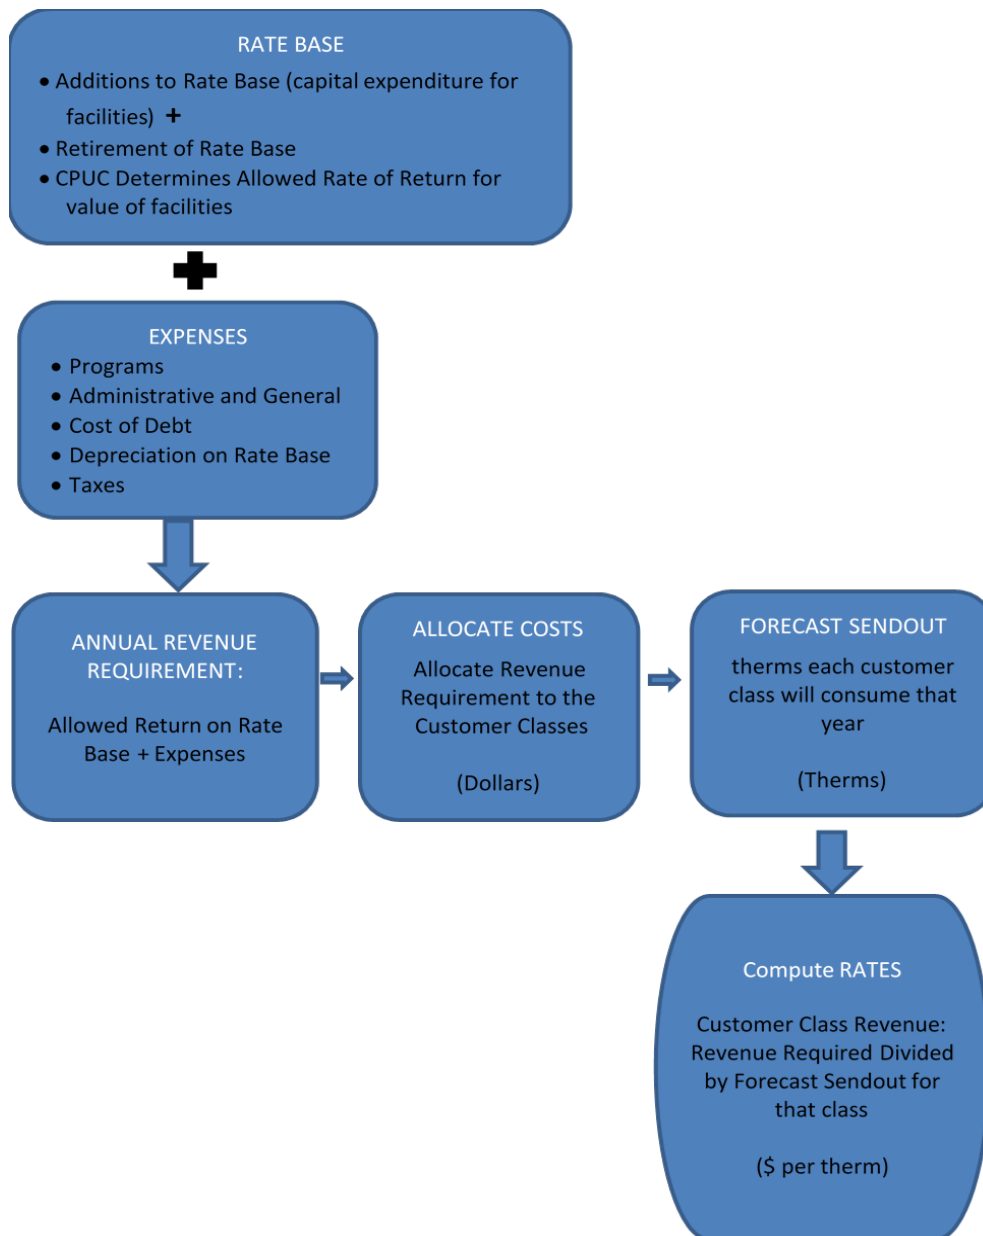 RATE BASE
• Additions to Rate Base (capital expenditure for
facilities) +
• Retirement of Rate Base
• CPUC Determines Allowed Rate of Return for
value of facilities
EXPENSES
• Programs
• Administrative and General
• Cost of Debt
• Depreciation on Rate Base
• Taxes
ANNUAL REVENUE
REQUIREMENT:
Allowed Return on Rate
Base + Expenses
ALLOCATE COSTS
Allocate Revenue
Requirement to the
Customer Classes
(Dollars)
FORECAST SENDOUT
therms each customer
class will consume that
year
(Therms)
Compute RATES
Customer Class Revenue:
Revenue Required Divided
by Forecast Sendout for
that class
($ per therm)